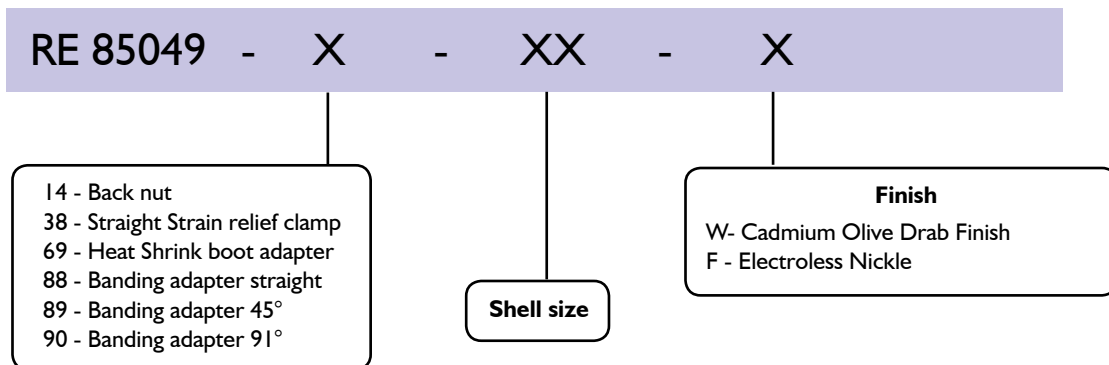 RE 85049 - X - XX - X
14 - Back nut
38 - Straight Strain relief clamp
69 - Heat Shrink boot adapter
88 - Banding adapter straight
89 - Banding adapter 45°
90 - Banding adapter 91°
Shell size
Finish
W- Cadmium Olive Drab Finish
F - Electroless Nickle